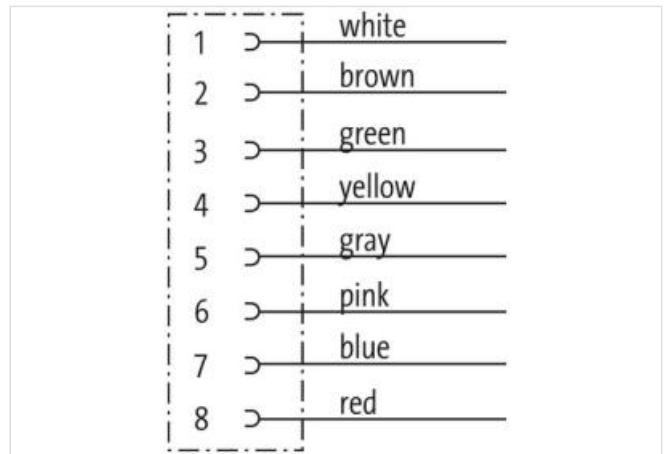 1 white
2 brown
3 green
4 yellow
5 gray
6 pink
7 blue
8 red